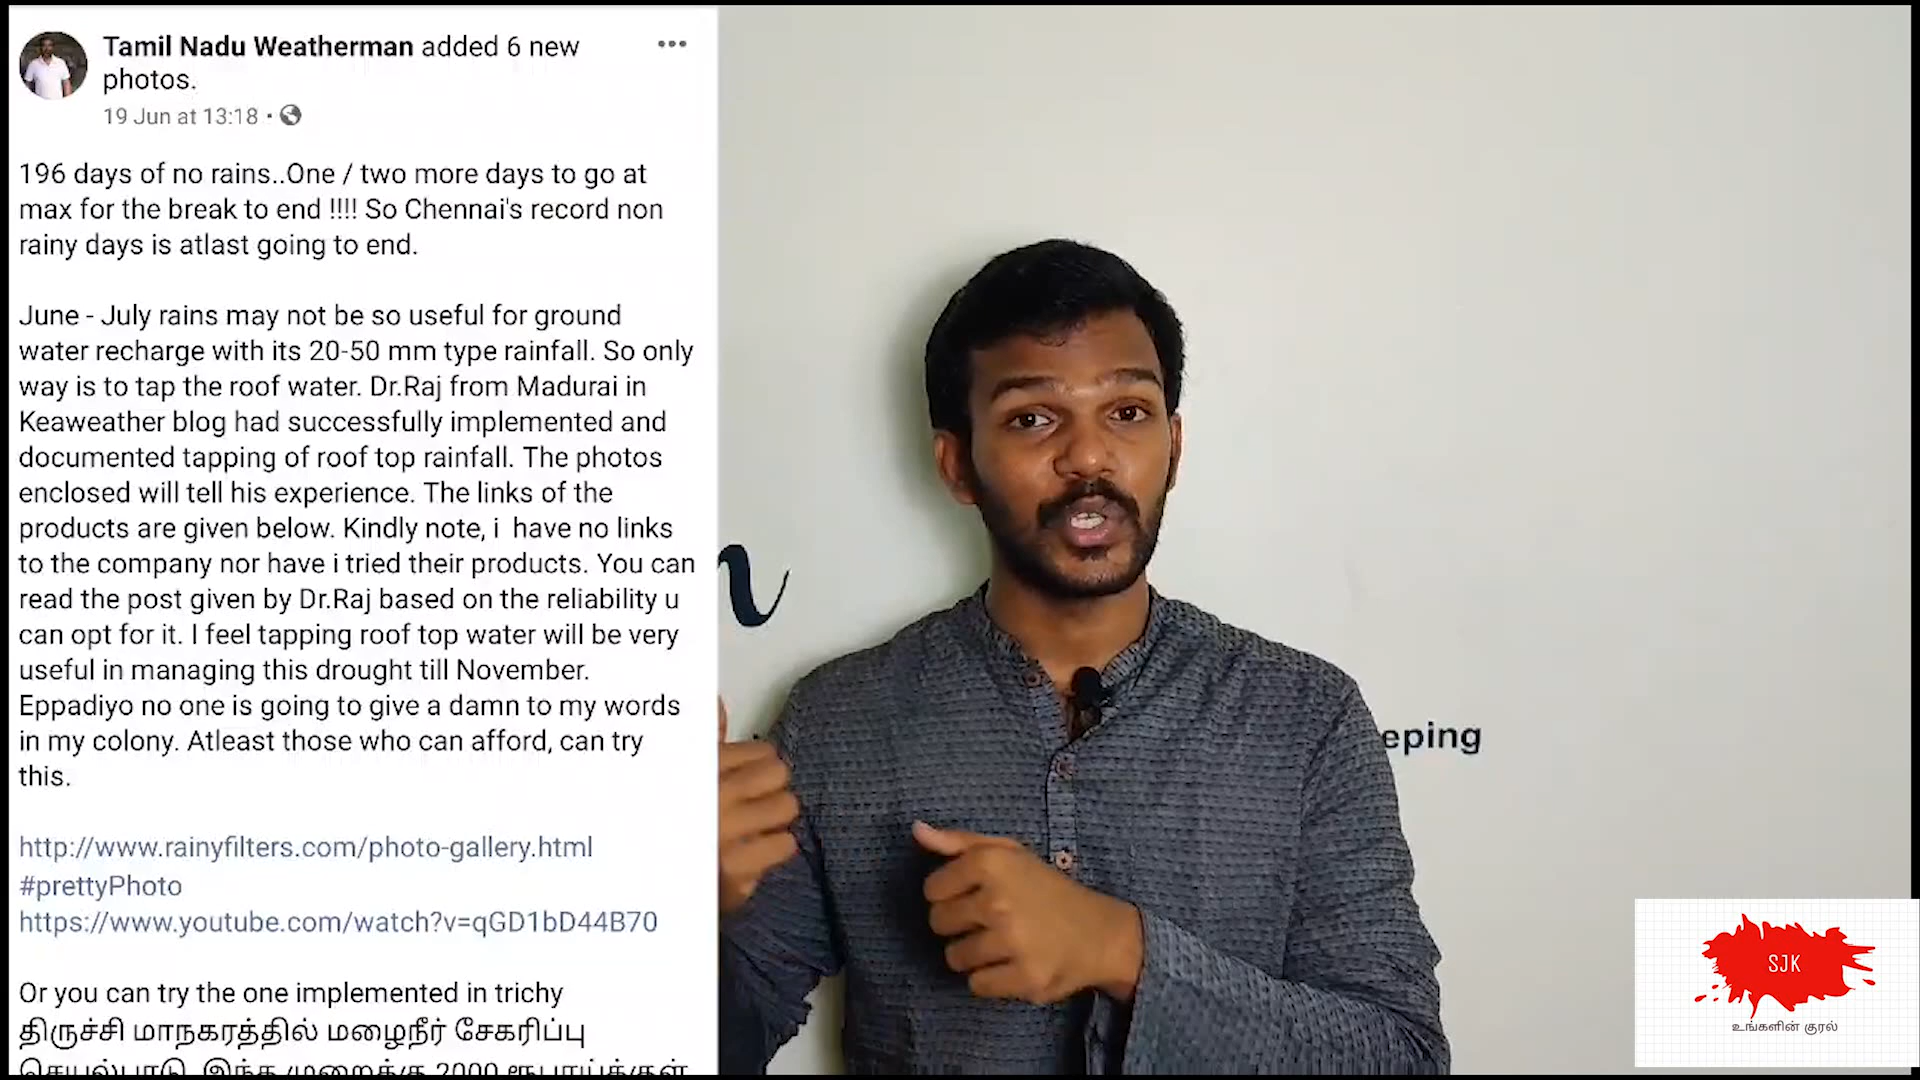 Tamil Nadu Weatherman added 6 new
photos.
19 Jun at 13:18 ·
196 days of no rains..One / two more days to go at
max for the break to end !!!! So Chennai's record non
rainy days is atlast going to end.
June - July rains may not be so useful for ground
water recharge with its 20-50 mm type rainfall. So only
way is to tap the roof water. Dr.Raj from Madurai in
Keaweather blog had successfully implemented and
documented tapping of roof top rainfall. The photos
enclosed will tell his experience. The links of the
products are given below. Kindly note, i have no links
to the company nor have i tried their products. You can
read the post given by Dr.Raj based on the reliability u
can opt for it. I feel tapping roof top water will be very
useful in managing this drought till November.
Eppadiyo no one is going to give a damn to my words
in my colony. Atleast those who can afford, can try
this.
http://www.rainyfilters.com/photo-gallery.html
#prettyPhoto
https://www.youtube.com/watch?v=qGD1bD44B70
Or you can try the one implemented in trichy
திருச்சி மாநகரத்தில் மழைநீர் சேகரிப்பு
செயல்பாடு. இந்த முறைக்கு 2000 ரூபாய்க்குள்
eping
SJK
உங்களின் குரல்